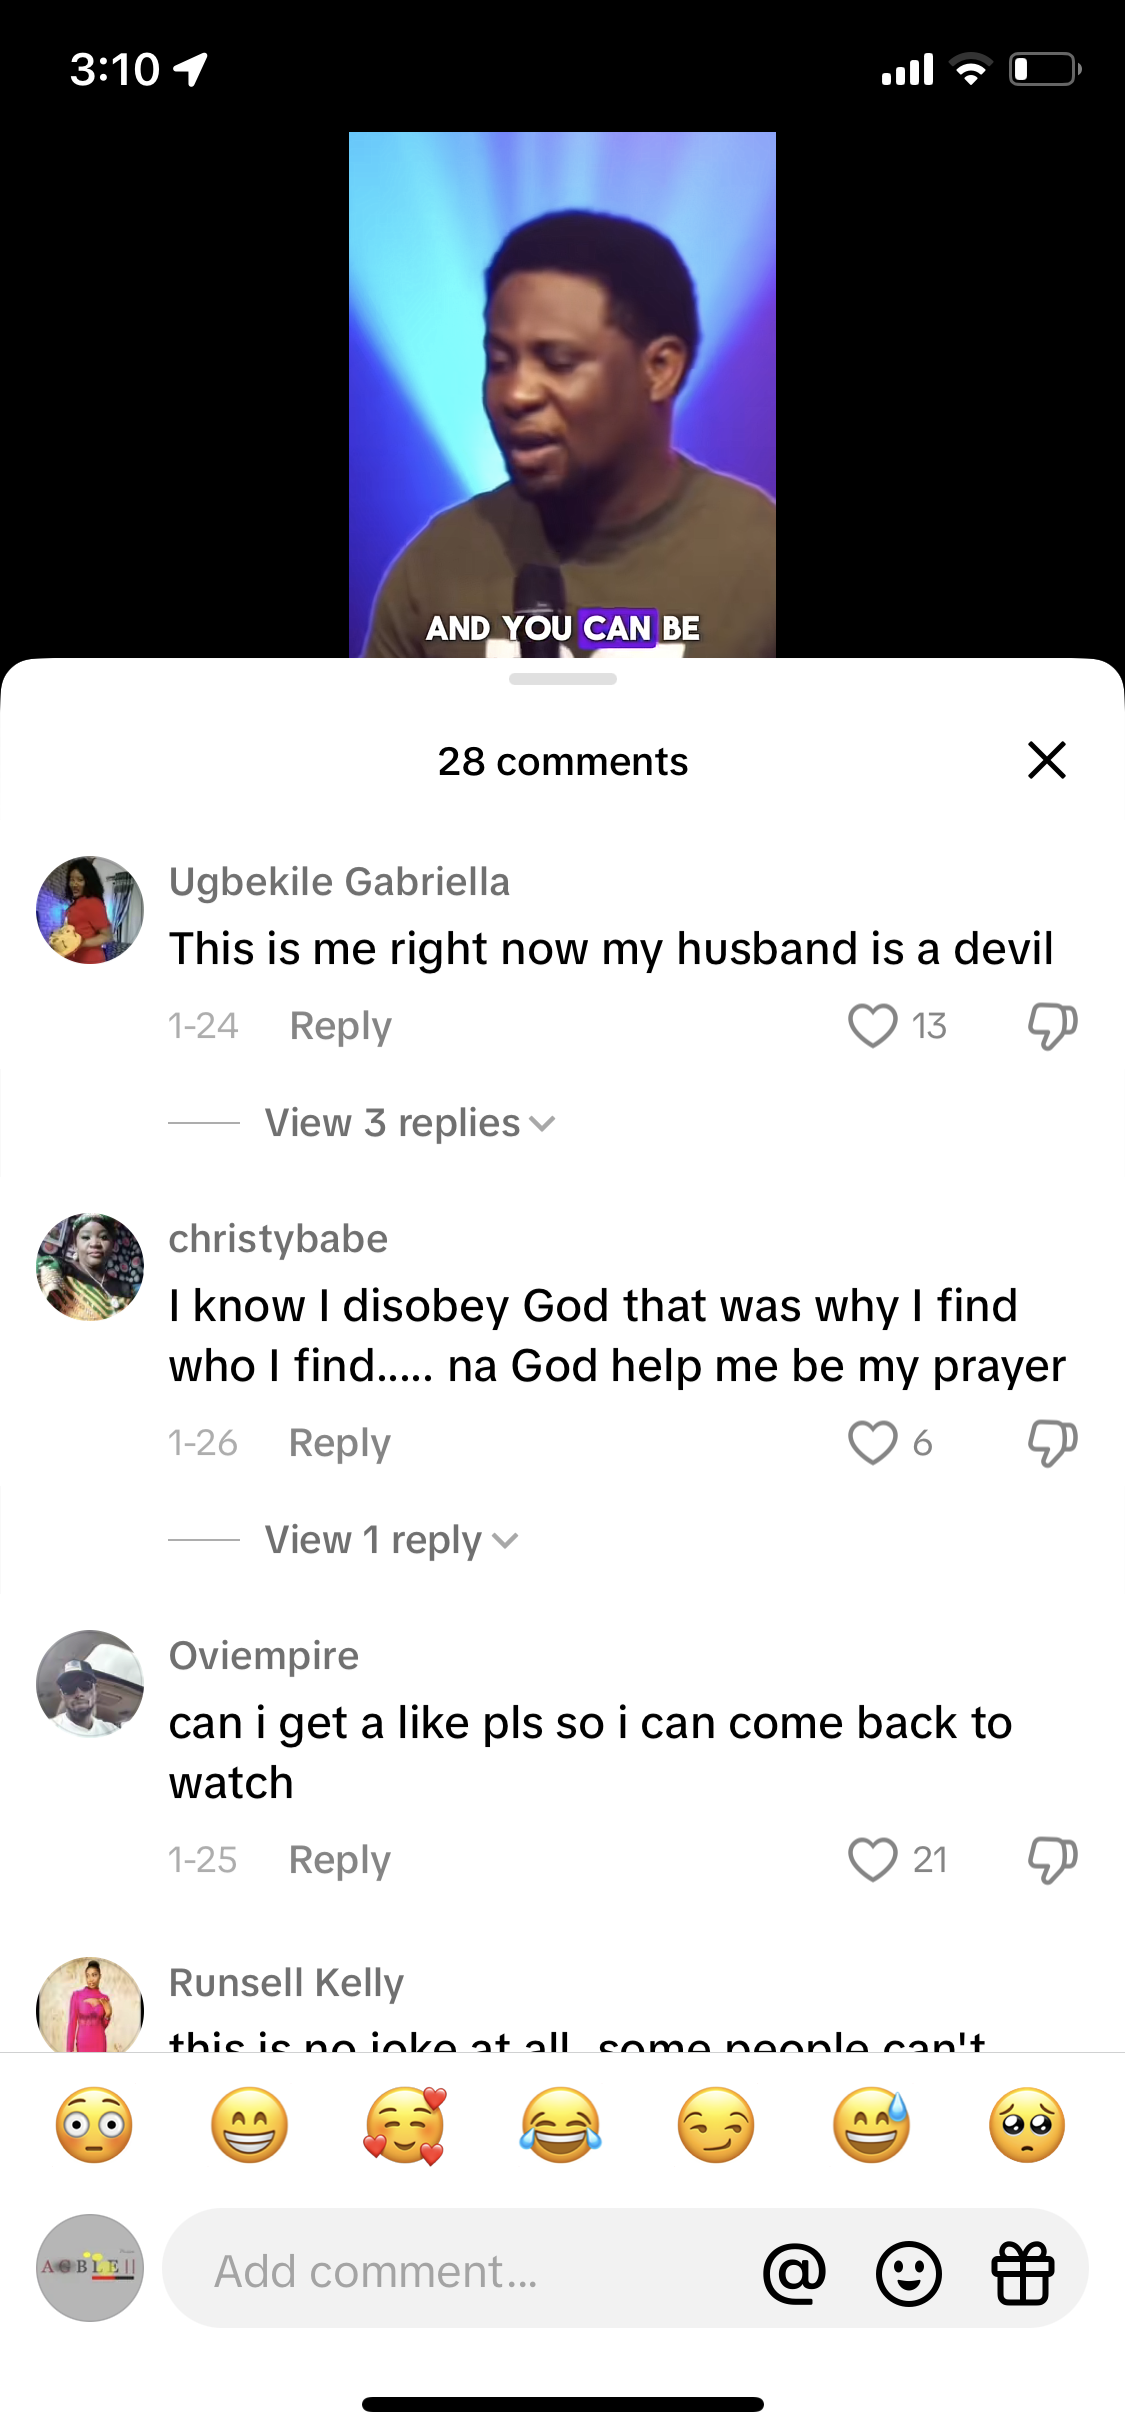 3:10
AND YOU CAN BE
28 comments
Ugbekile Gabriella
This is me right now my husband is a devil
1-24 Reply 13
View 3 replies
christybabe
I know I disobey God that was why I find
who I find..... na God help me be my prayer
1-26 Reply 6
View 1 reply
Oviempire
can i get a like pls so i can come back to
watch
1-25 Reply 21
Runsell Kelly
this is no joke at all, some people can't
AGBLE||
Add comment...